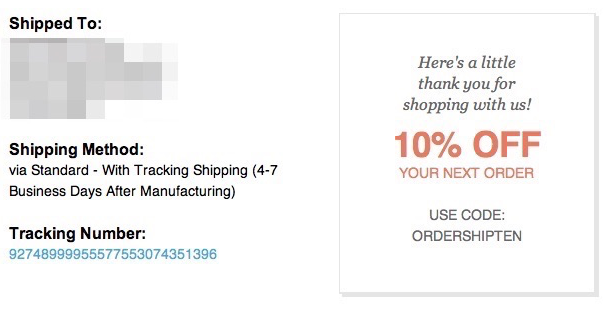 Shipped To:
Shipping Method:
via Standard - With Tracking Shipping (4-7
Business Days After Manufacturing)
Tracking Number:
92748999955577553074351396
Here's a little
thank you for
shopping with us!
10% OFF
YOUR NEXT ORDER
USE CODE:
ORDERSHIPTEN